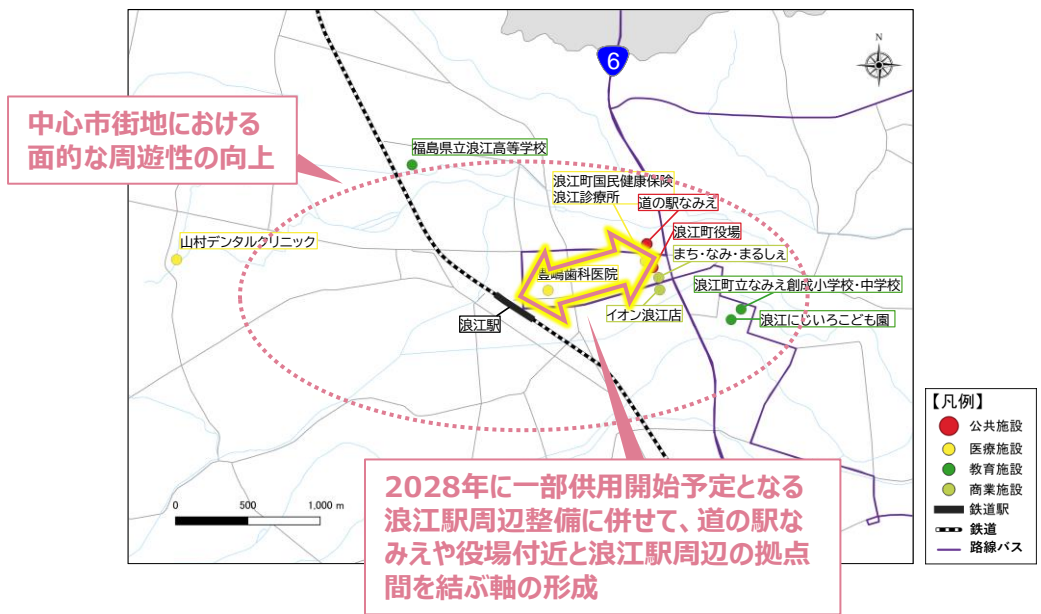 N
6
中心市街地における
面的な周遊性の向上
福島県立浪江高等学校
浪江町国民健康保険
浪江診療所
道の駅なみえ
浪江町役場
山村デンタルクリニック
まち・なみ・まるしぇ
豊嶋歯科医院
浪江町立なみえ創成小学校・中学校
イオン浪江店
浪江にじいろこども園
浪江駅
2028年に一部供用開始予定となる
浪江駅周辺整備に併せて、道の駅な
みえや役場付近と浪江駅周辺の拠点
間を結ぶ軸の形成
0 500 1,000 m
【凡例】
公共施設
医療施設
教育施設
商業施設
鉄道駅
鉄道
路線バス